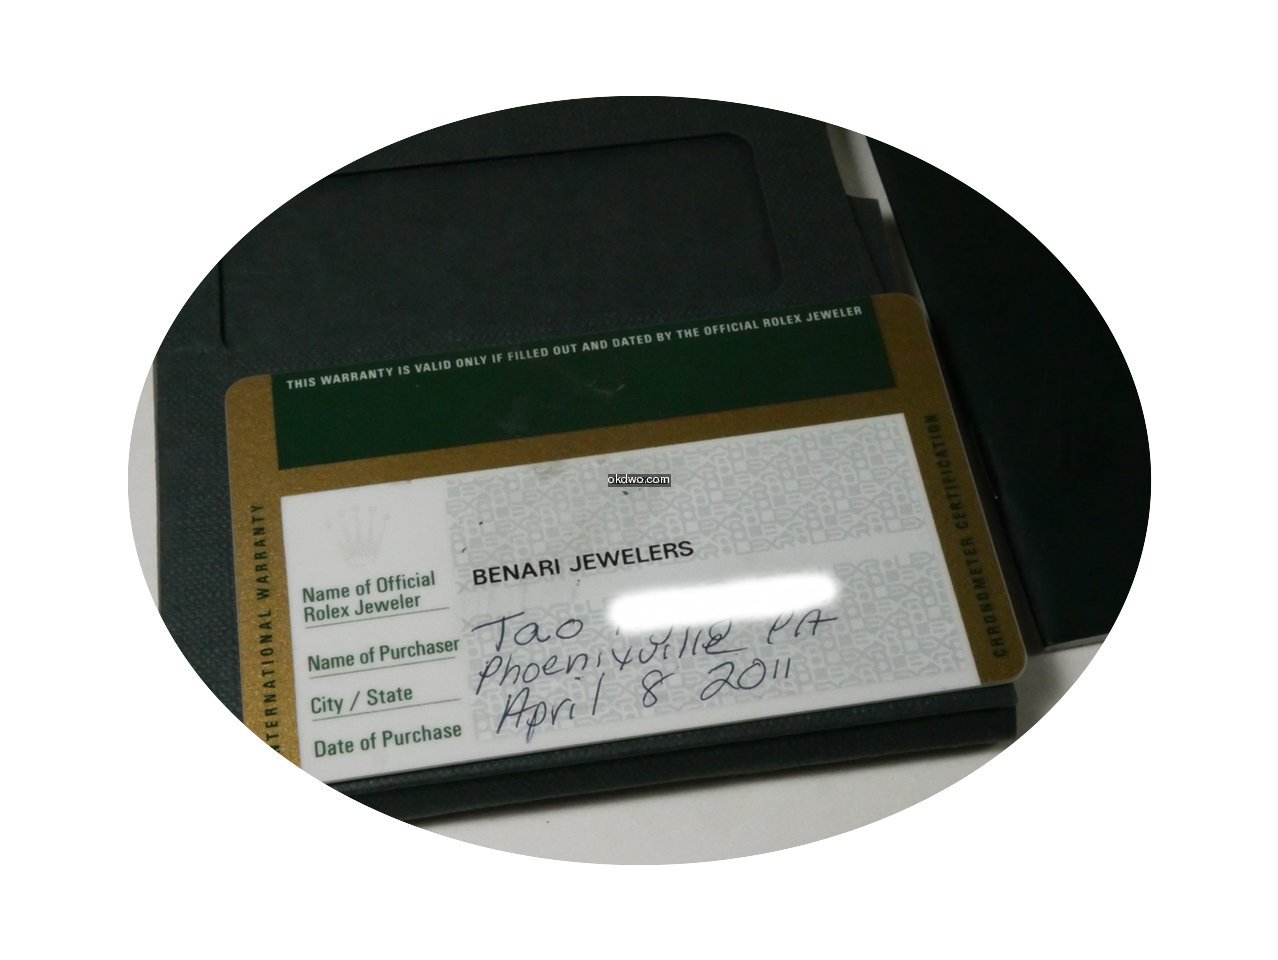 THIS WARRANTY IS VALID ONLY IF FILLED OUT AND DATED BY THE OFFICIAL ROLEX JEWELER
okdwo.com
INTERNATIONAL WARRANTY
CHRONOMETER CERTIFICATION
Name of Official
Rolex Jeweler
BENARI JEWELERS
Name of Purchaser
Tao
City / State
Phoenixville PA
Date of Purchase
April 8 2011